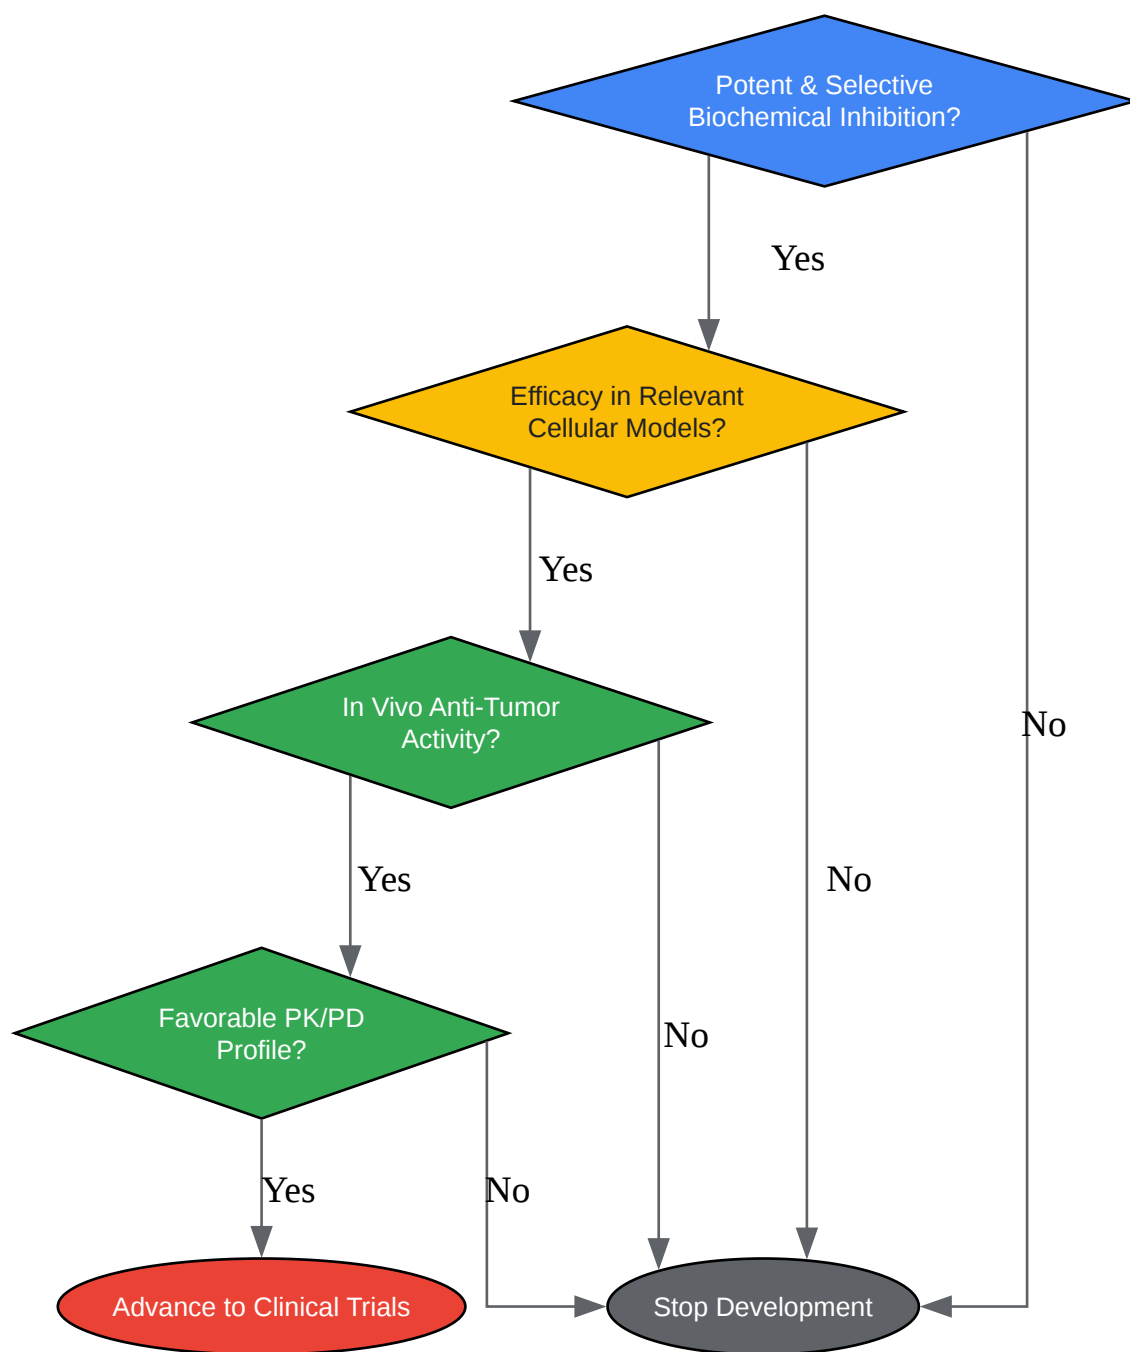 Potent & Selective
Biochemical Inhibition?
Yes
Efficacy in Relevant
Cellular Models?
Yes
In Vivo Anti-Tumor
Activity?
No
Yes
No
Favorable PK/PD
Profile?
No
Yes
No
Advance to Clinical Trials
Stop Development